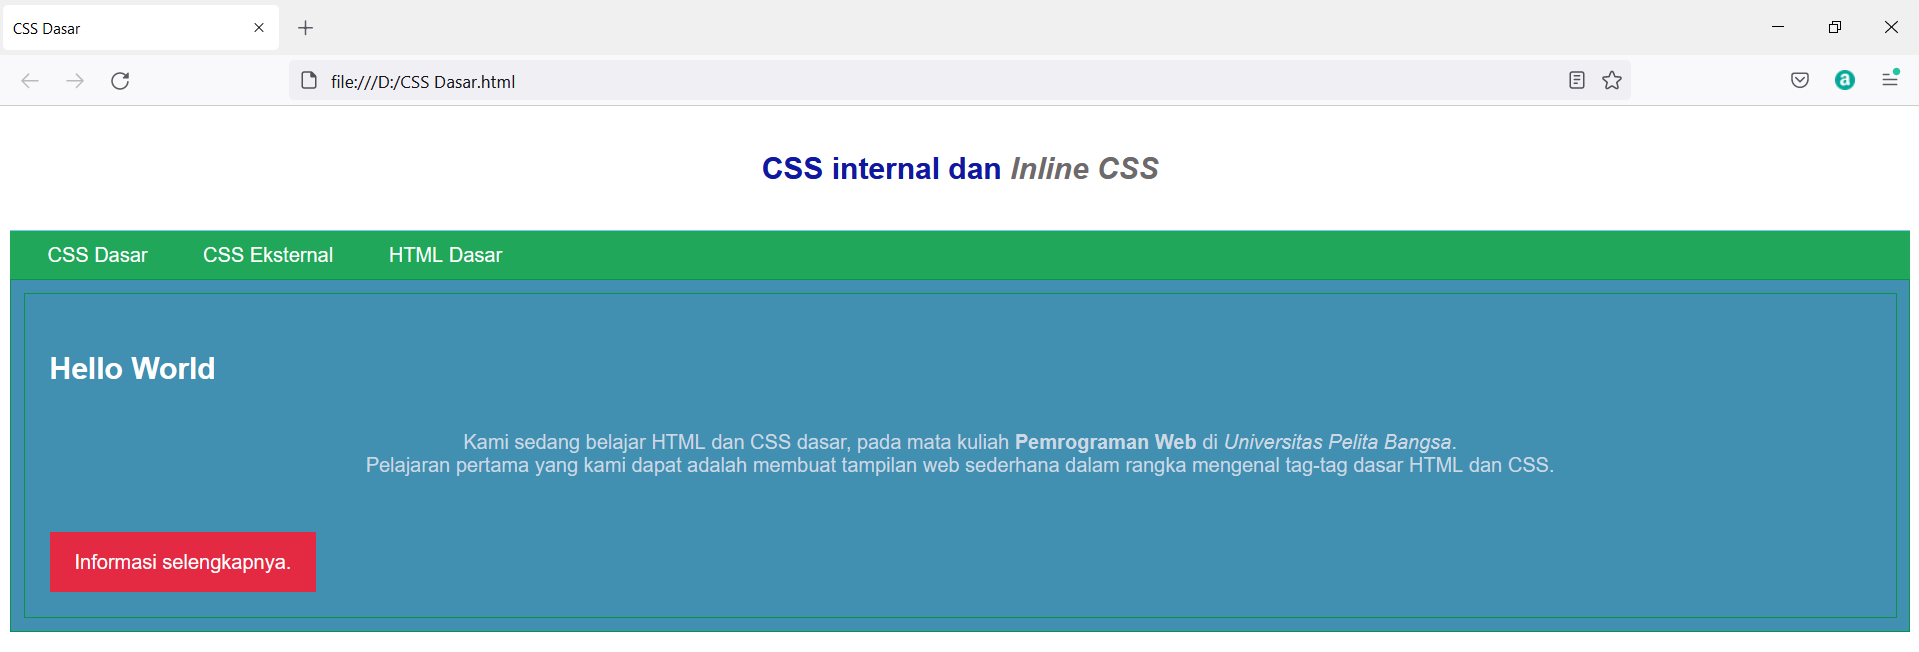 CSS Dasar
file:///D:/CSS Dasar.html
CSS internal dan Inline CSS
CSS Dasar CSS Eksternal HTML Dasar
Hello World
Kami sedang belajar HTML dan CSS dasar, pada mata kuliah Pemrograman Web di Universitas Pelita Bangsa.
Pelajaran pertama yang kami dapat adalah membuat tampilan web sederhana dalam rangka mengenal tag-tag dasar HTML dan CSS.
Informasi selengkapnya.